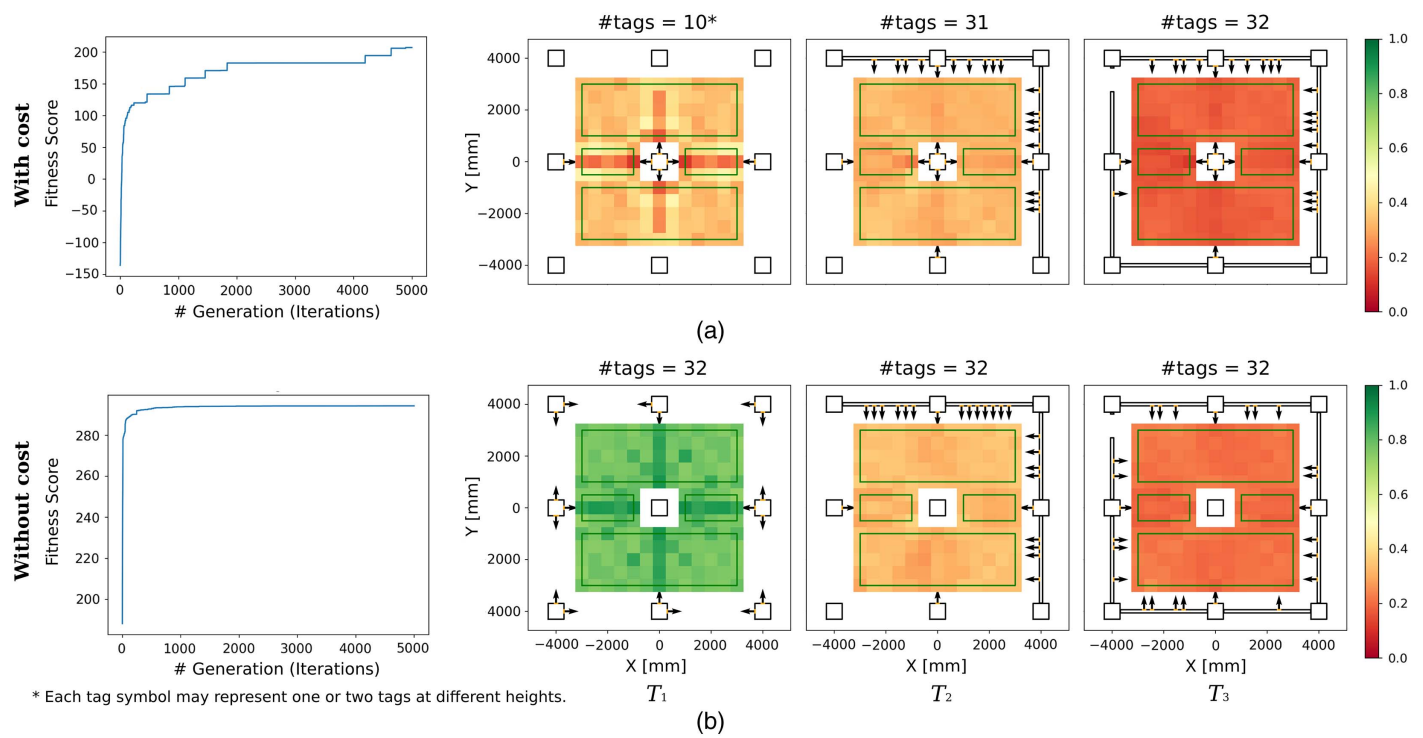 #tags = 10*
#tags = 31
#tags = 32
With cost
Fitness Score
200
150
100
50
0
−50
−100
−150
0
1000
2000
3000
4000
5000
# Generation (Iterations)
Y [mm]
4000
2000
0
−2000
−4000
1.0
0.8
0.6
0.4
0.2
0.0
(a)
#tags = 32
#tags = 32
#tags = 32
Without cost
Fitness Score
280
260
240
220
200
0
1000
2000
3000
4000
5000
# Generation (Iterations)
Y [mm]
4000
2000
0
−2000
−4000
−4000
−2000
0
2000
4000
X [mm]
−4000
−2000
0
2000
4000
X [mm]
−4000
−2000
0
2000
4000
X [mm]
1.0
0.8
0.6
0.4
0.2
0.0
* Each tag symbol may represent one or two tags at different heights.
T1
T2
T3
(b)